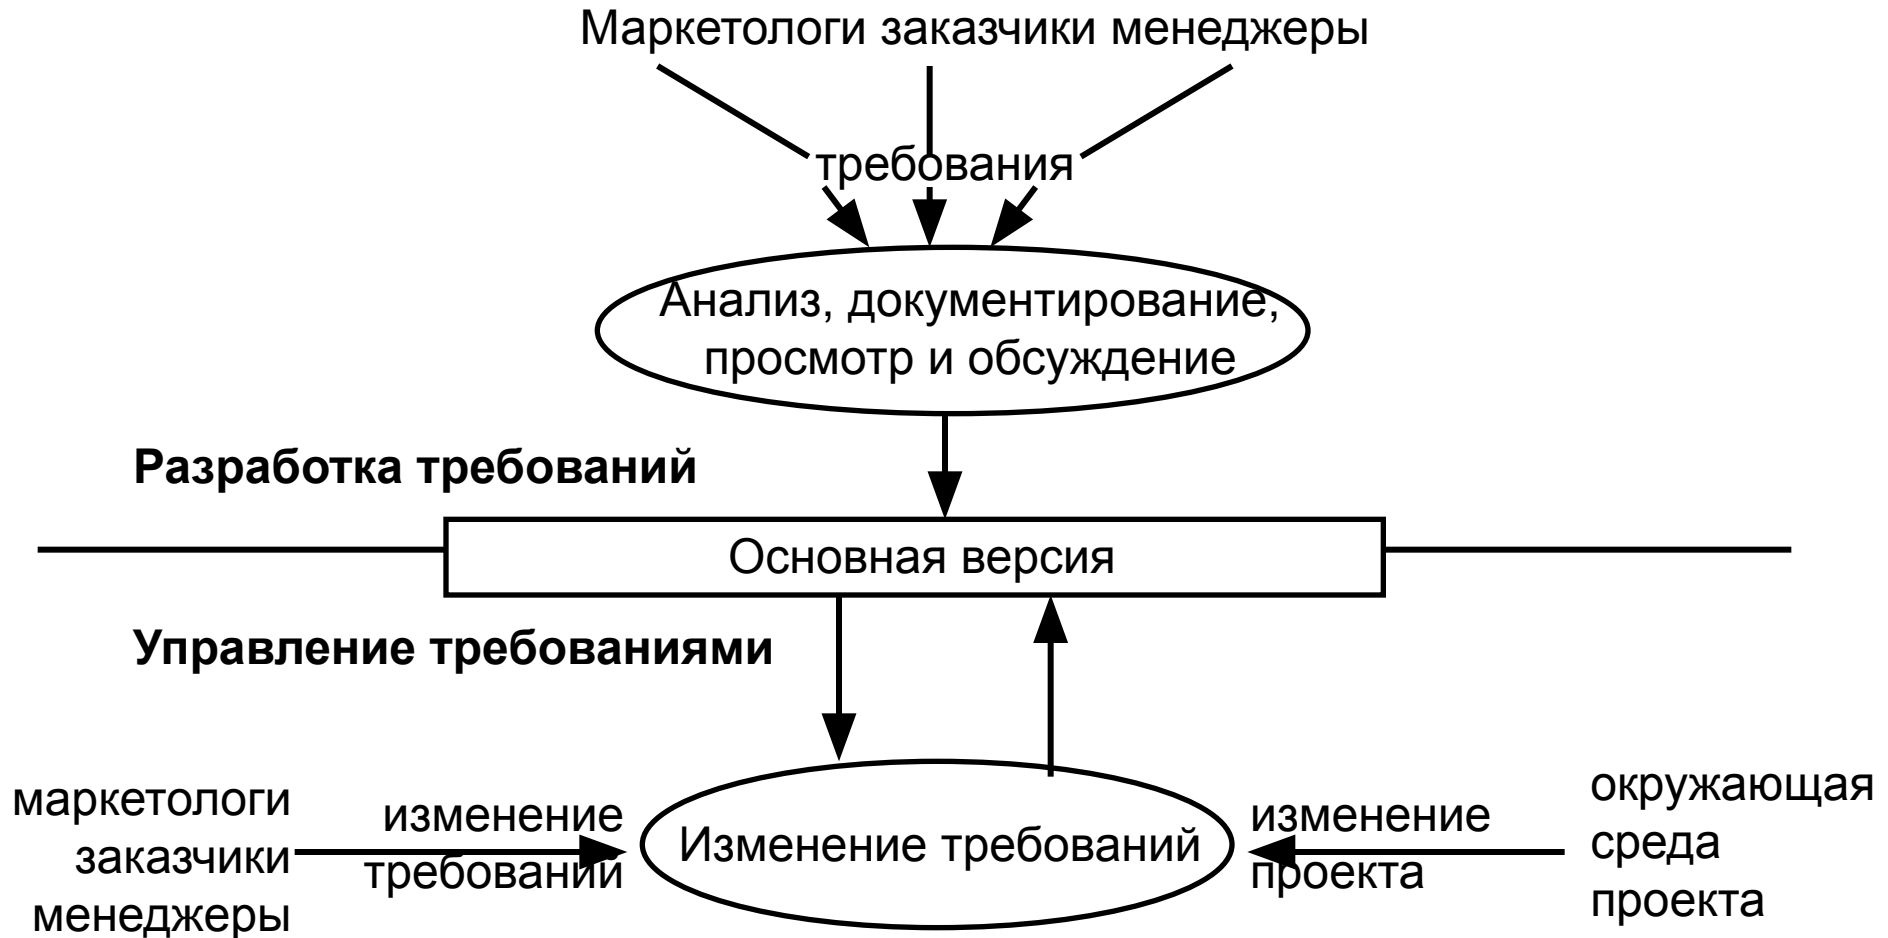 Маркетологи заказчики менеджеры
требования
Анализ, документирование,
просмотр и обсуждение
Разработка требований
Основная версия
Управление требованиями
маркетологи
заказчики
менеджеры
изменение
требований
Изменение требований
изменение
проекта
окружающая
среда
проекта